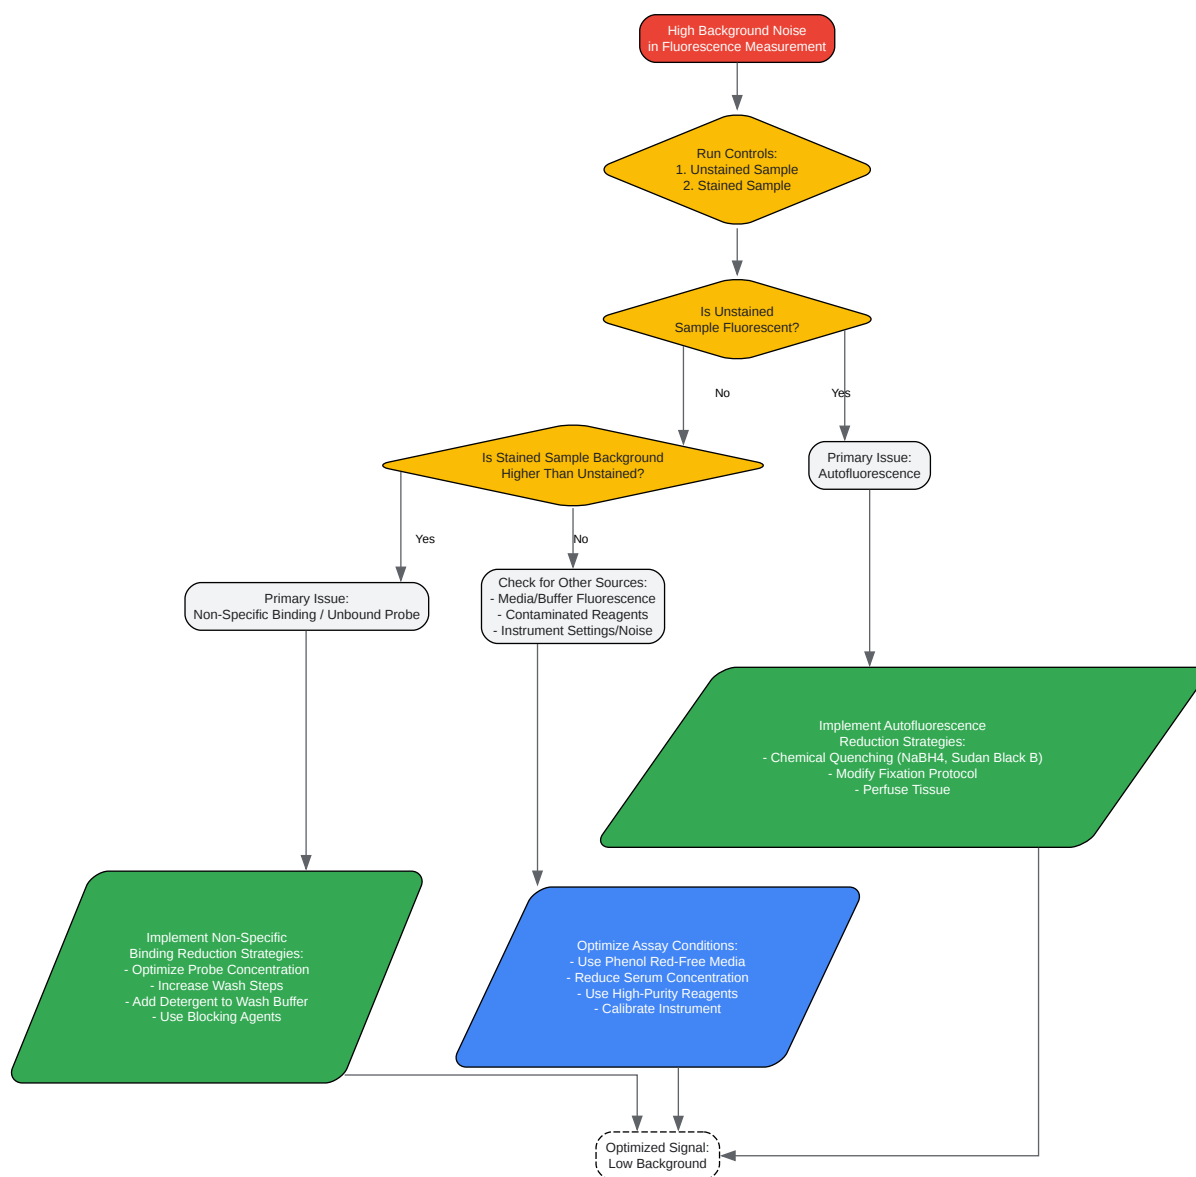 High Background Noise
in Fluorescence Measurement
Run Controls:
1. Unstained Sample
2. Stained Sample
Is Unstained
Sample Fluorescent?
No
Yes
Is Stained Sample Background
Higher Than Unstained?
Primary Issue:
Autofluorescence
Yes
No
Primary Issue:
Non-Specific Binding / Unbound Probe
Check for Other Sources:
- Media/Buffer Fluorescence
- Contaminated Reagents
- Instrument Settings/Noise
Implement Autofluorescence
Reduction Strategies:
- Chemical Quenching (NaBH4, Sudan Black B)
- Modify Fixation Protocol
- Perfuse Tissue
Implement Non-Specific
Binding Reduction Strategies:
- Optimize Probe Concentration
- Increase Wash Steps
- Add Detergent to Wash Buffer
- Use Blocking Agents
Optimize Assay Conditions:
- Use Phenol Red-Free Media
- Reduce Serum Concentration
- Use High-Purity Reagents
- Calibrate Instrument
Optimized Signal:
Low Background